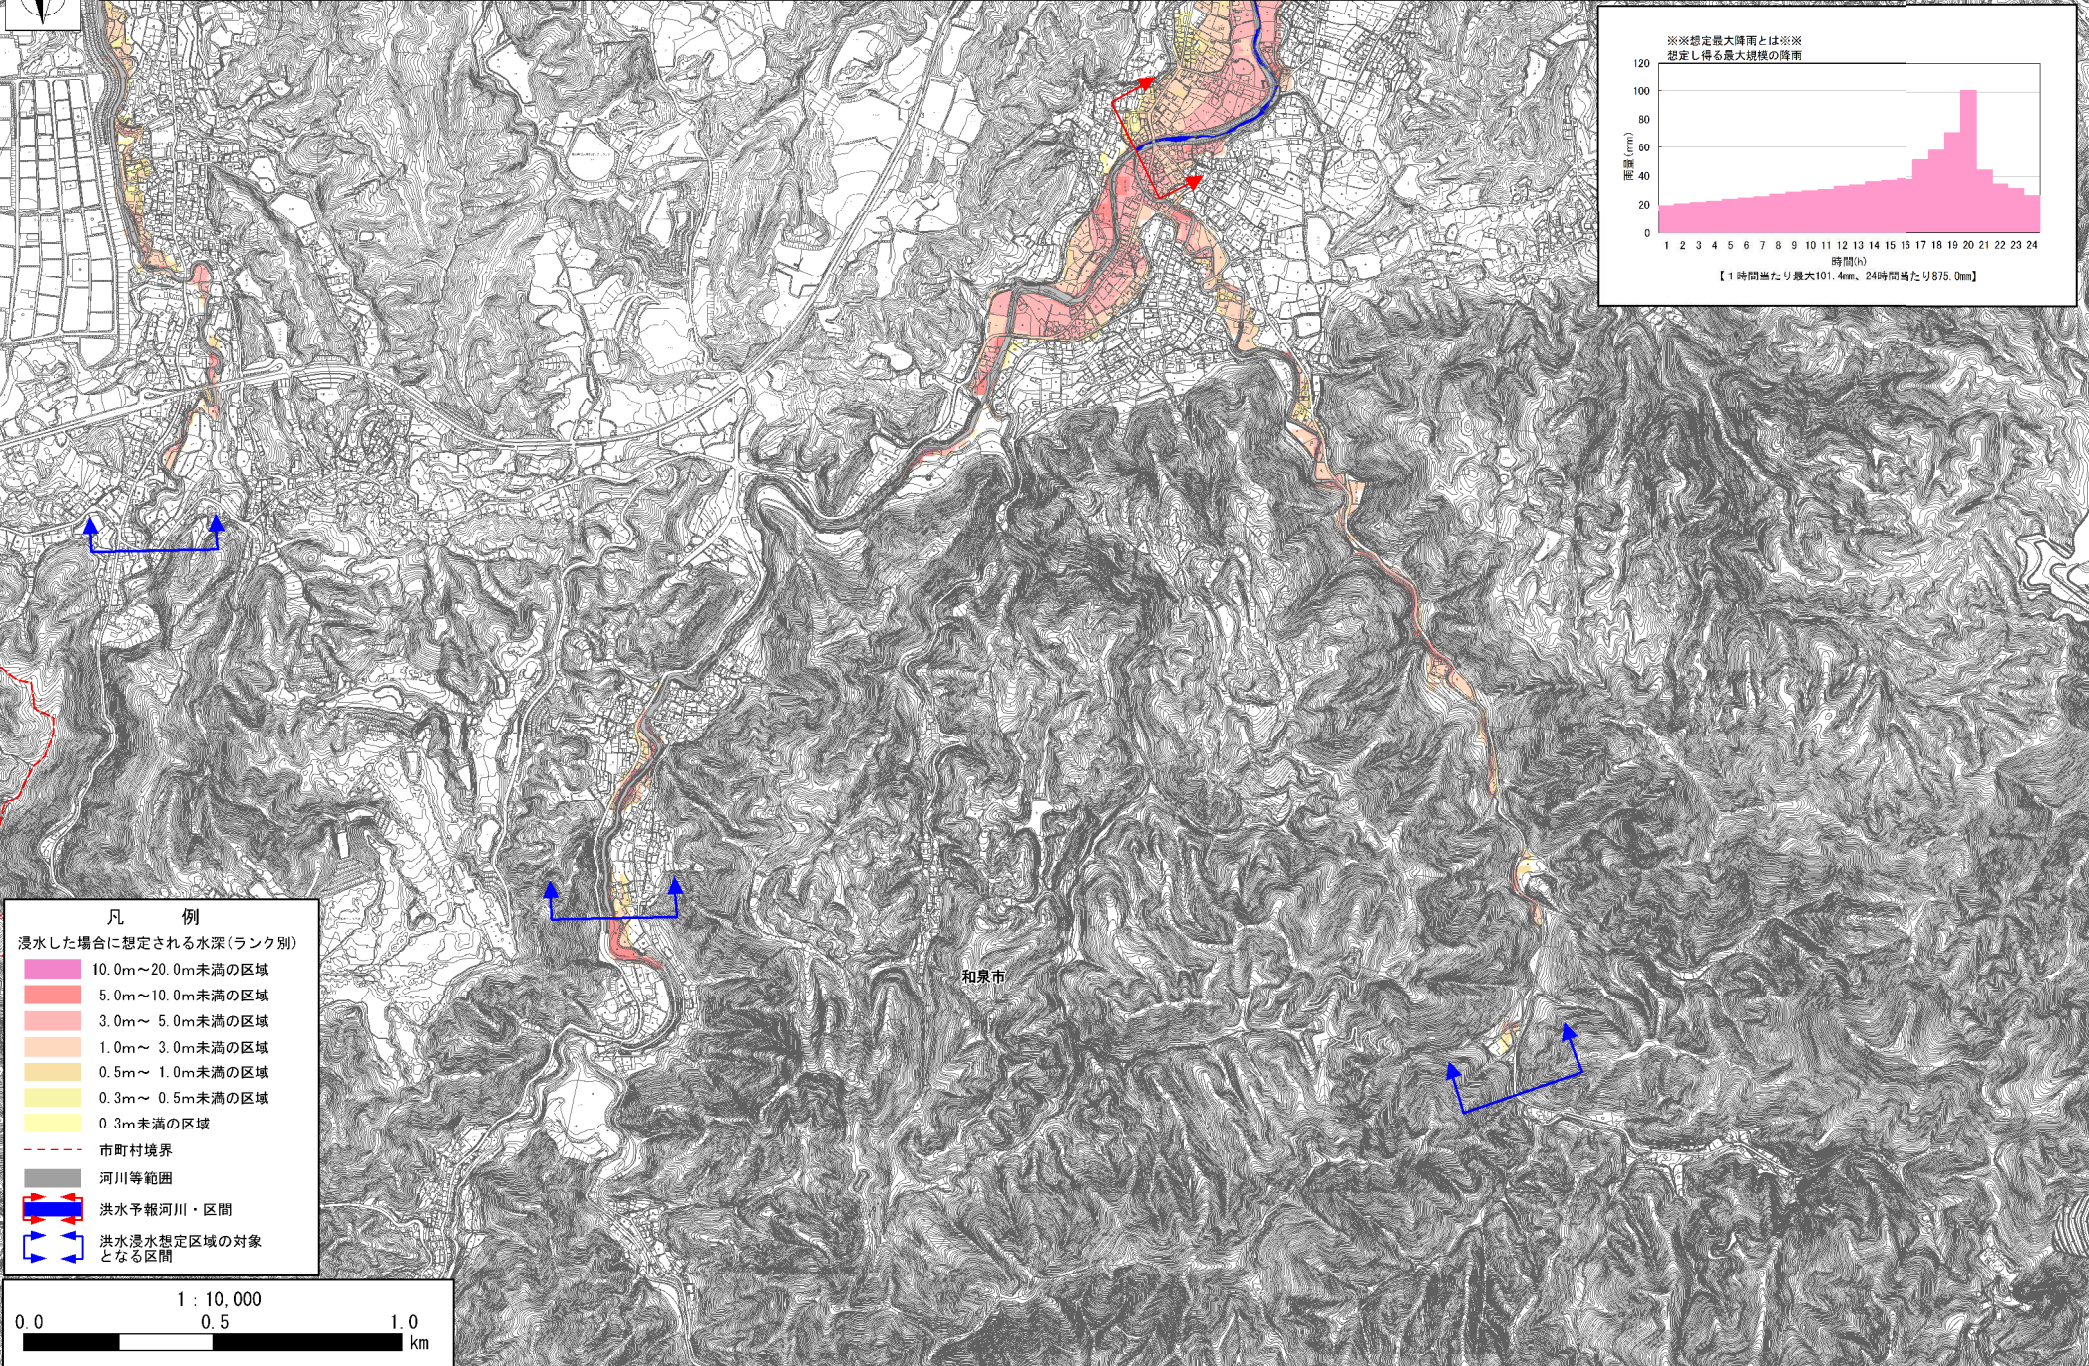 ※※想定最大降雨とは※※
想定し得る最大規模の降雨
120
100
80
60
40
20
0
雨量(mm)
1 2 3 4 5 6 7 8 9 10 11 12 13 14 15 16 17 18 19 20 21 22 23 24
時間(h)
【1時間当たり最大101.4mm、24時間当たり875.0mm】
和泉市
凡 例
浸水した場合に想定される水深(ランク別)
10.0m～20.0m未満の区域
5.0m～10.0m未満の区域
3.0m～ 5.0m未満の区域
1.0m～ 3.0m未満の区域
0.5m～ 1.0m未満の区域
0.3m～ 0.5m未満の区域
0.3m未満の区域
市町村境界
河川等範囲
洪水予報河川・区間
洪水浸水想定区域の対象
となる区間
1:10,000
0.0 0.5 1.0
km